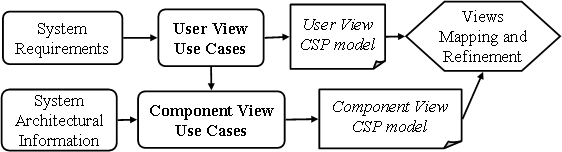 System
Requirements
User View
Use Cases
User View
CSP model
Views
Mapping and
Refinement
System
Architectural
Information
Component View
Use Cases
Component View
CSP model